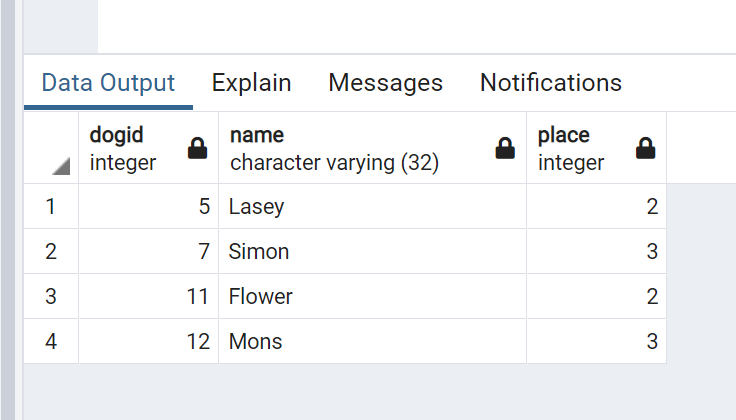 Data Output Explain Messages Notifications
dogid name place
integer character varying (32) integer
1 5 Lasey 2
2 7 Simon 3
3 11 Flower 2
4 12 Mons 3